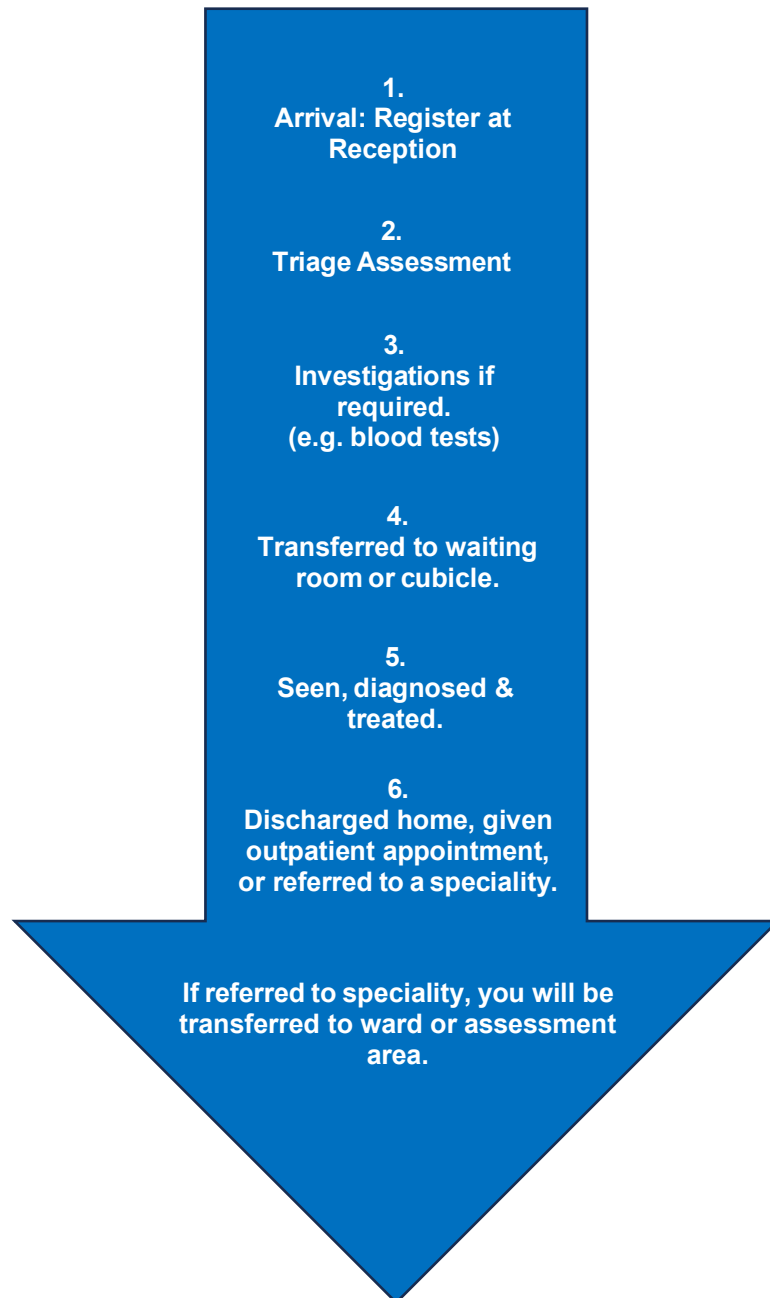 1.
Arrival: Register at
Reception
2.
Triage Assessment
3.
Investigations if
required.
(e.g. blood tests)
4.
Transferred to waiting
room or cubicle.
5.
Seen, diagnosed &
treated.
6.
Discharged home, given
outpatient appointment,
or referred to a speciality.
If referred to speciality, you will be
transferred to ward or assessment
area.